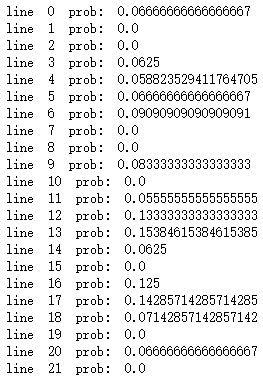 line  0  prob:  0.06666666666666667
line  1  prob:  0.0
line  2  prob:  0.0
line  3  prob:  0.0625
line  4  prob:  0.058823529411764705
line  5  prob:  0.06666666666666667
line  6  prob:  0.09090909090909091
line  7  prob:  0.0
line  8  prob:  0.0
line  9  prob:  0.08333333333333333
line  10  prob:  0.0
line  11  prob:  0.05555555555555555
line  12  prob:  0.13333333333333333
line  13  prob:  0.15384615384615385
line  14  prob:  0.0625
line  15  prob:  0.0
line  16  prob:  0.125
line  17  prob:  0.14285714285714285
line  18  prob:  0.07142857142857142
line  19  prob:  0.0
line  20  prob:  0.06666666666666667
line  21  prob:  0.0